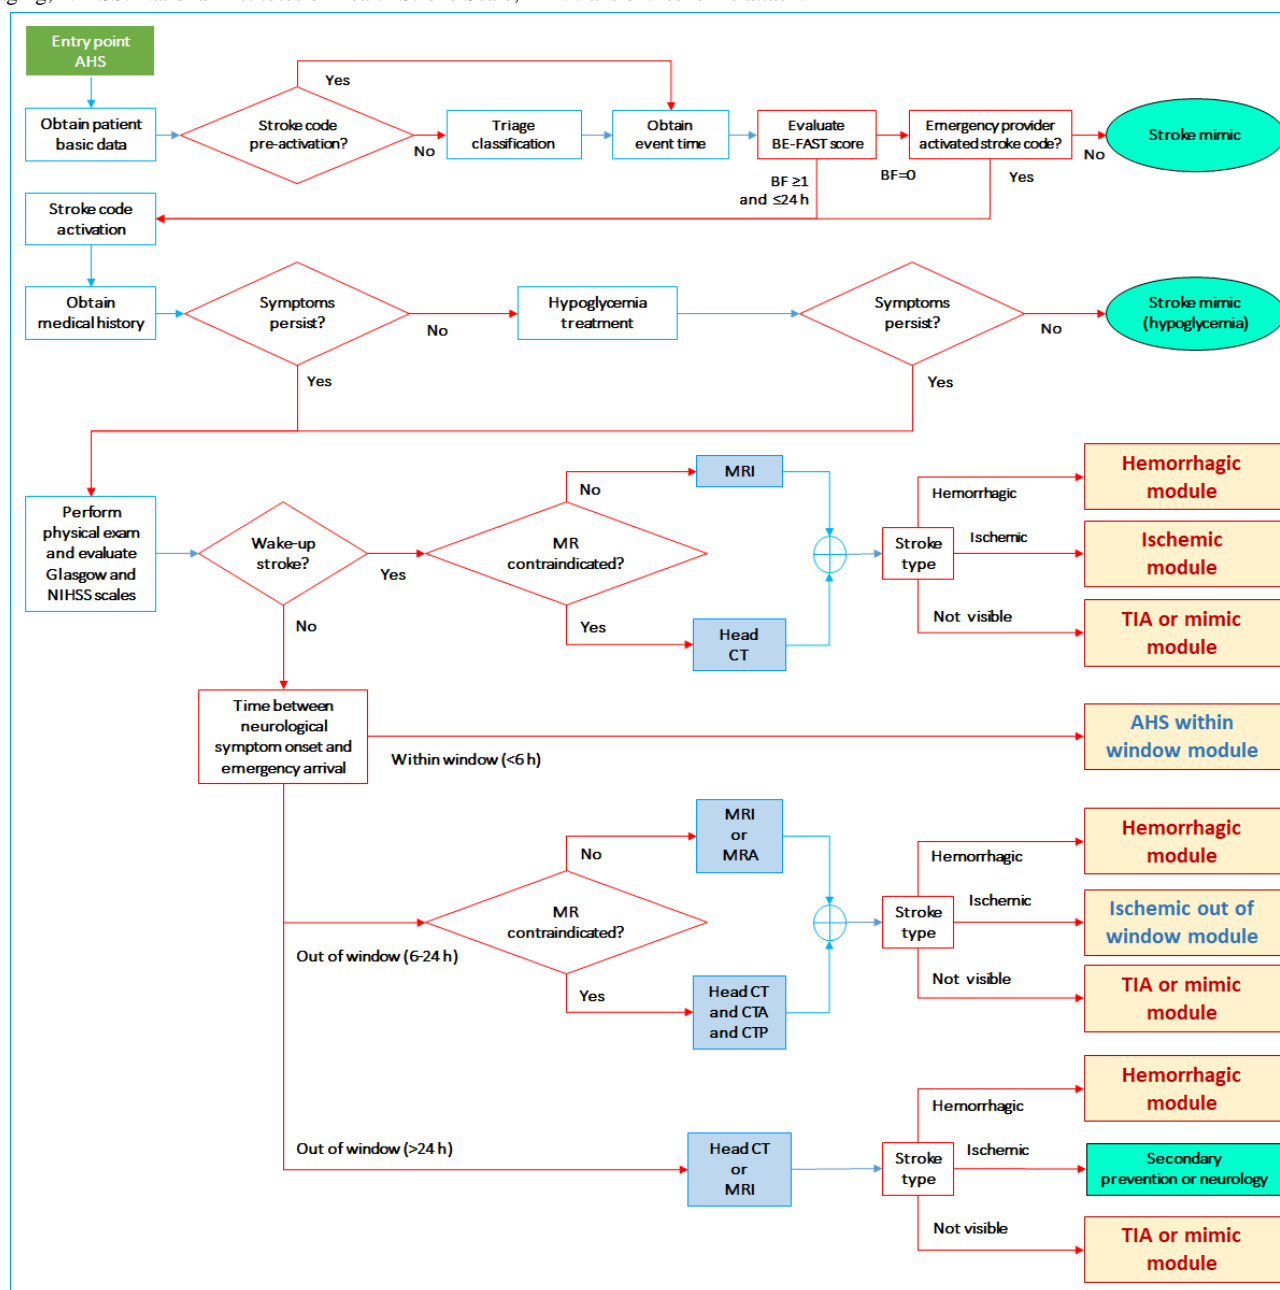 Entry point
AHS
Yes
Obtain patient
basic data
Stroke code
pre-activation?
No
Triage
classification
Obtain
event time
Evaluate
BE-FAST score
BF=0
Emergency provider
activated stroke code?
No
Stroke mimic
BF ≥1
and ≤24 h
Yes
Stroke code
activation
Obtain
medical history
Symptoms
persist?
No
Hypoglycemia
treatment
Symptoms
persist?
No
Stroke mimic
(hypoglycemia)
Yes
Yes
Perform
physical exam
and evaluate
Glasgow and
NIHSS scales
Wake-up
stroke?
Yes
No
MR
contraindicated?
No
MRI
Yes
Head
CT
Stroke
type
Hemorrhagic
Hemorrhagic
module
Ischemic
Ischemic
module
Not visible
TIA or mimic
module
Time between
neurological
symptom onset and
emergency arrival
Within window (<6 h)
AHS within
window module
Out of window (6-24 h)
MR
contraindicated?
No
MRI
or
MRA
Yes
Head CT
and CTA
and CTP
Stroke
type
Hemorrhagic
Hemorrhagic
module
Ischemic
Ischemic out of
window module
Not visible
TIA or mimic
module
Out of window (>24 h)
Head CT
or
MRI
Stroke
type
Hemorrhagic
Hemorrhagic
module
Ischemic
Secondary
prevention or neurology
Not visible
TIA or mimic
module